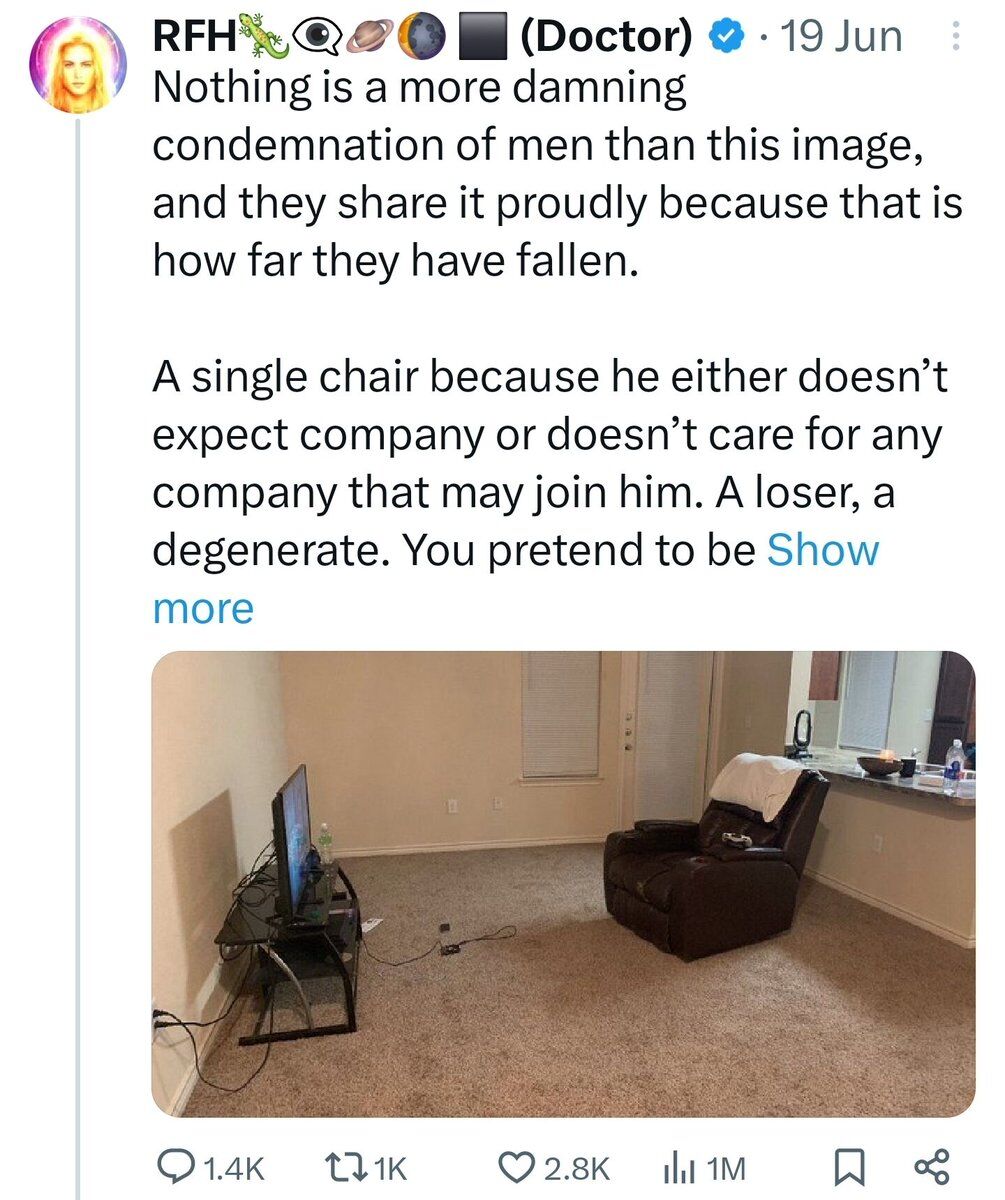 RFH🦎👁️‍🗨️🪐🌖 ⬛ (Doctor) · 19 Jun
Nothing is a more damning
condemnation of men than this image,
and they share it proudly because that is
how far they have fallen.
A single chair because he either doesn’t
expect company or doesn’t care for any
company that may join him. A loser, a
degenerate. You pretend to be Show
more
1.4K 1K 2.8K 1M